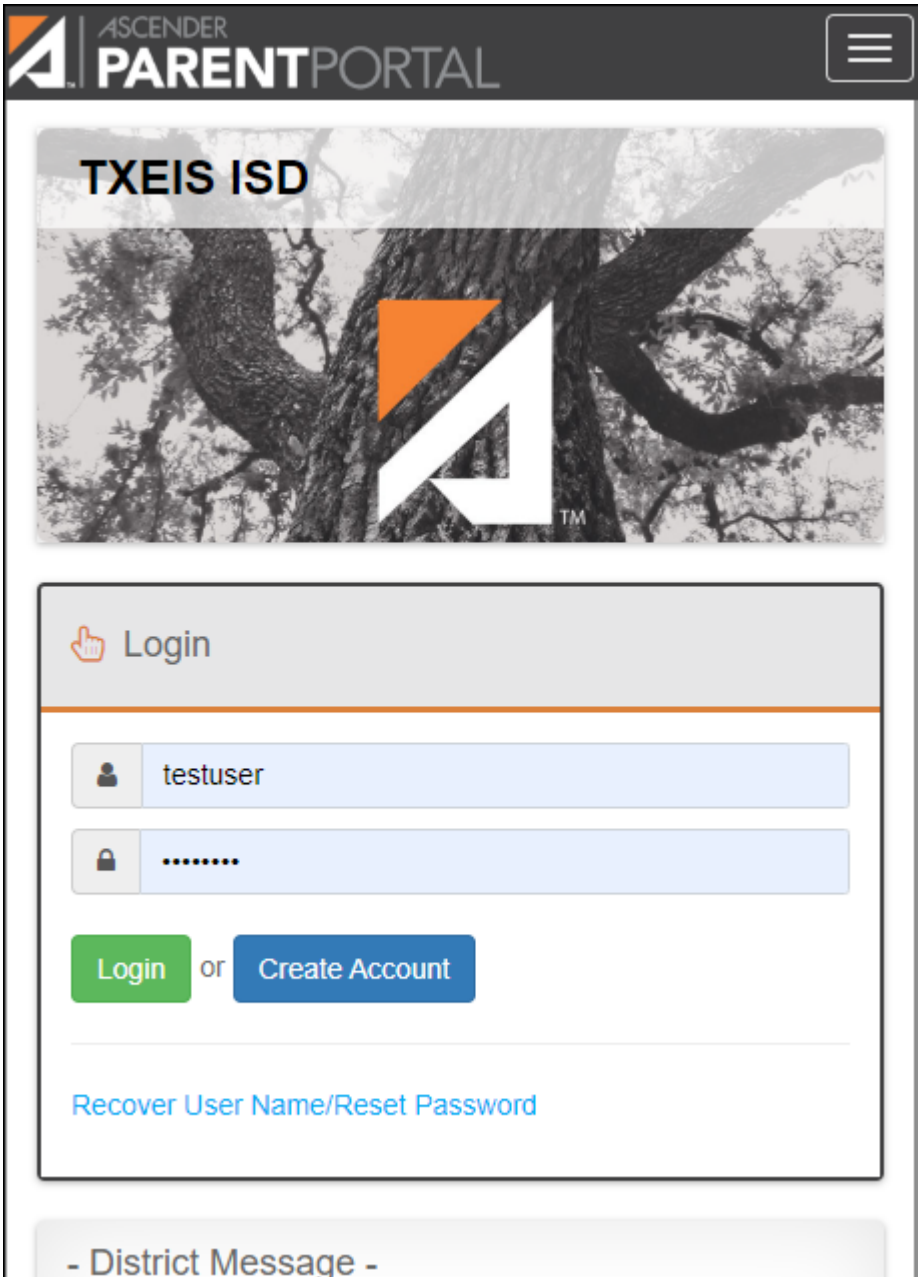 ASCENDER
PARENTPORTAL
TXEIS ISD
TM
Login
testuser
••••••••
Login or Create Account
Recover User Name/Reset Password
- District Message -